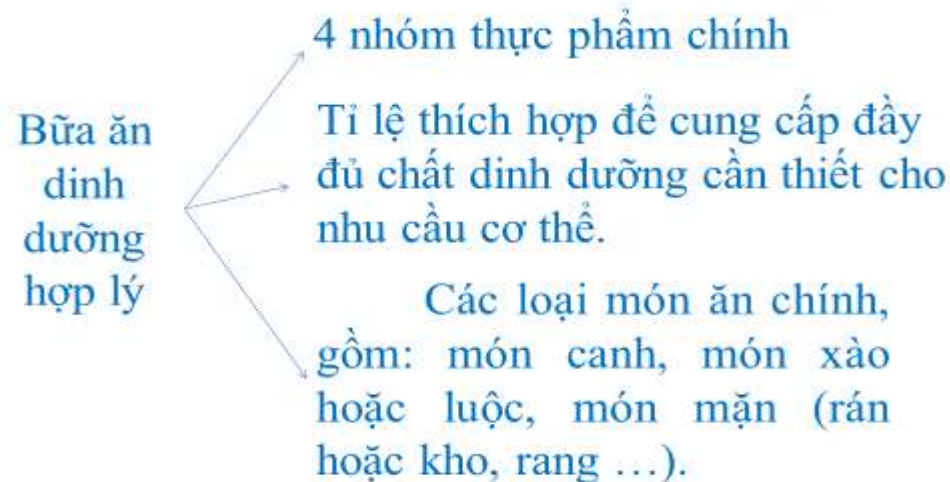 Bữa ăn
dinh
dưỡng
hợp lý
4 nhóm thực phẩm chính
Tỉ lệ thích hợp để cung cấp đầy
đủ chất dinh dưỡng cần thiết cho
nhu cầu cơ thể.
Các loại món ăn chính,
gồm: món canh, món xào
hoặc luộc, món mặn (rán
hoặc kho, rang ...).